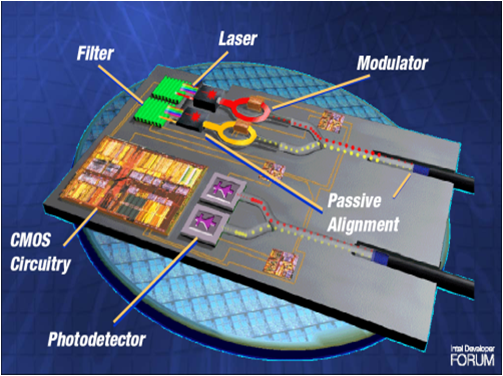 Laser
Filter
Modulator
Passive
Alignment
CMOS
Circuitry
Photodetector
Intel Developer
FORUM